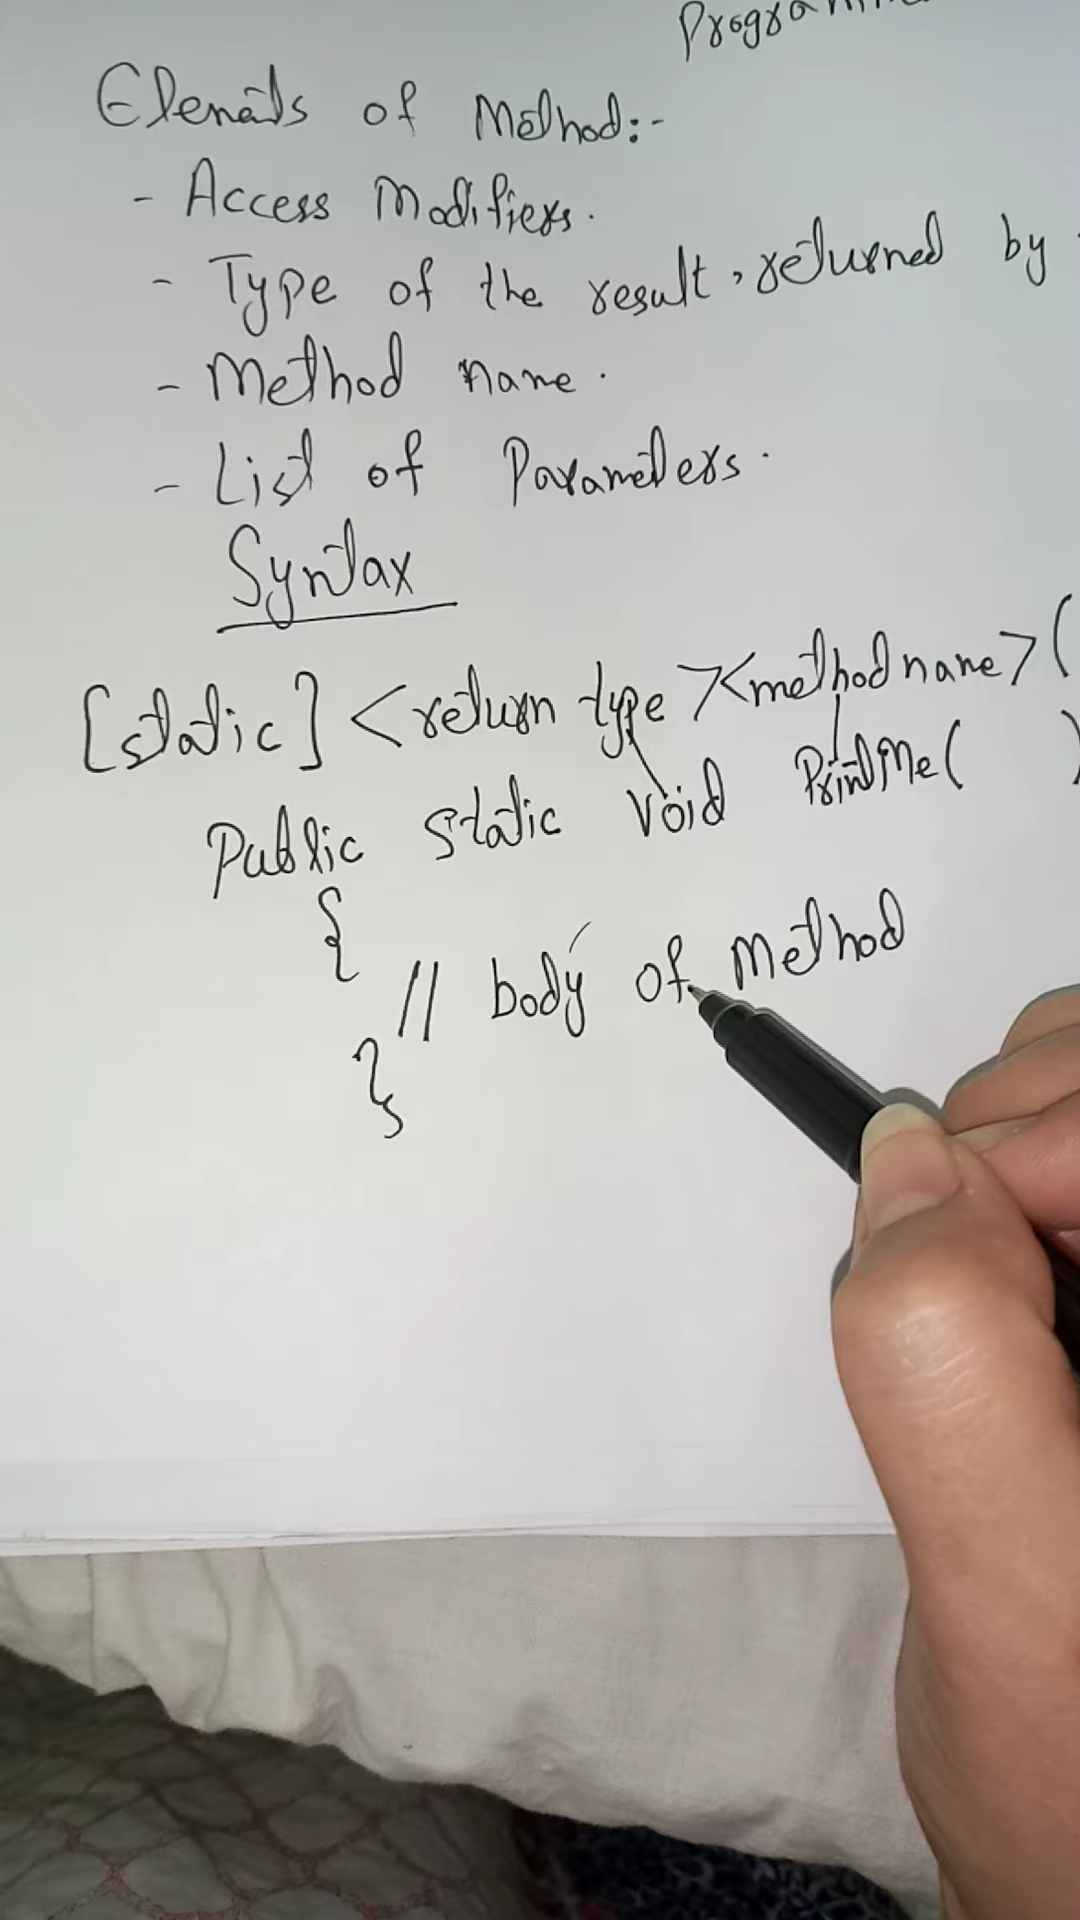 Elements of Method:-
- Access Modifiers.
- Type of the result, returned by
- Method name.
- List of Parameters.
Syntax
[static] <return type><method name>(
Public static void PrintMe( )
{
// body of Method
}